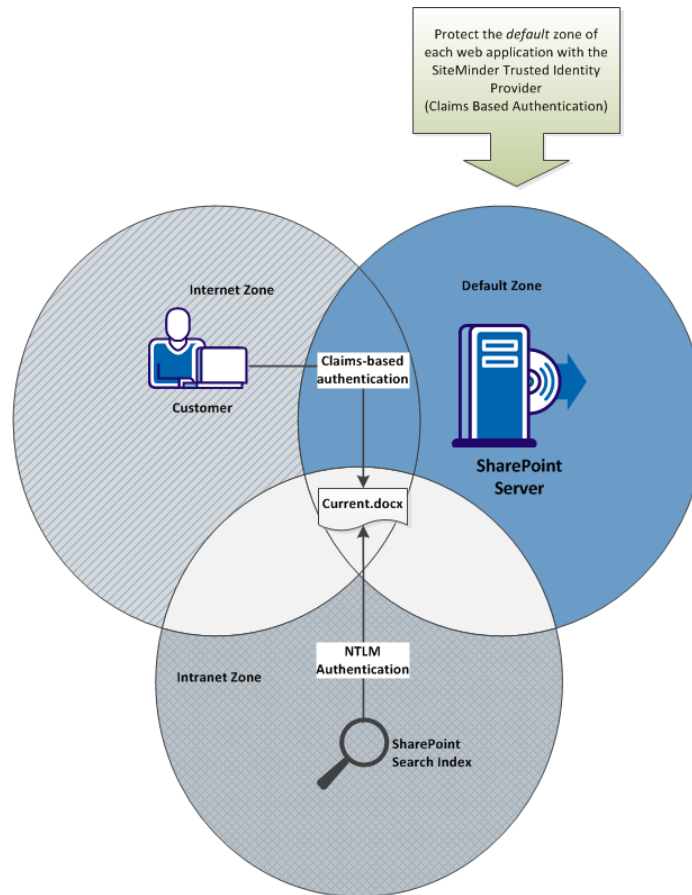 Protect the default zone of
each web application with the
SiteMinder Trusted Identity
Provider
(Claims Based Authentication)
Internet Zone
Default Zone
Claims-based
authentication
Customer
SharePoint
Server
Current.docx
NTLM
Authentication
Intranet Zone
SharePoint
Search Index